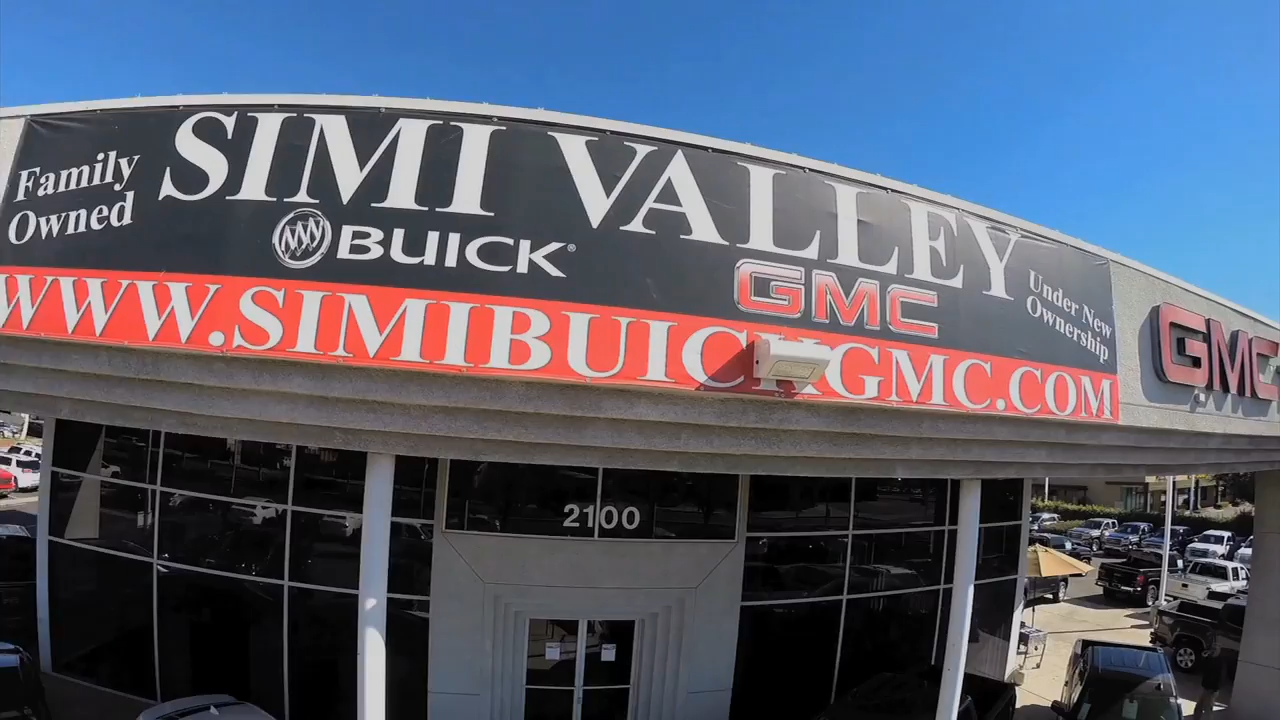 Family
Owned
SIMI VALLEY
BUICK®
GMC
Under New
Ownership
WWW.SIMIBUICKGMC.COM
GMC
2100